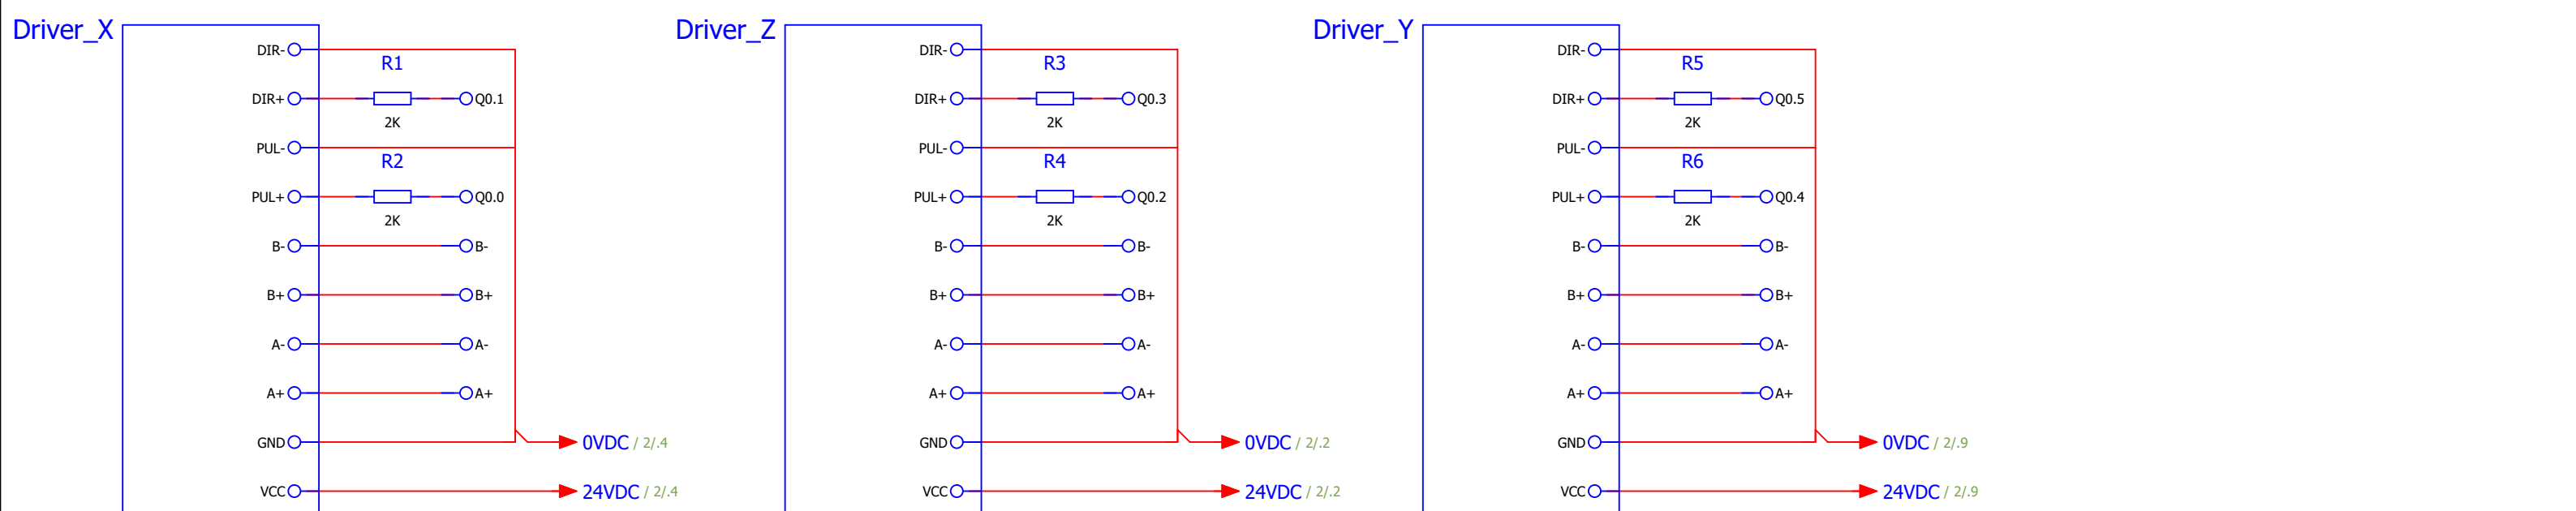 Driver_X
DIR-
R1
DIR+ Q0.1
2K
PUL-
R2
PUL+ Q0.0
2K
B- B-
B+ B+
A- A-
A+ A+
GND 0VDC / 2/.4
VCC 24VDC / 2/.4
Driver_Z
DIR-
R3
DIR+ Q0.3
2K
PUL-
R4
PUL+ Q0.2
2K
B- B-
B+ B+
A- A-
A+ A+
GND 0VDC / 2/.2
VCC 24VDC / 2/.2
Driver_Y
DIR-
R5
DIR+ Q0.5
2K
PUL-
R6
PUL+ Q0.4
2K
B- B-
B+ B+
A- A-
A+ A+
GND 0VDC / 2/.9
VCC 24VDC / 2/.9